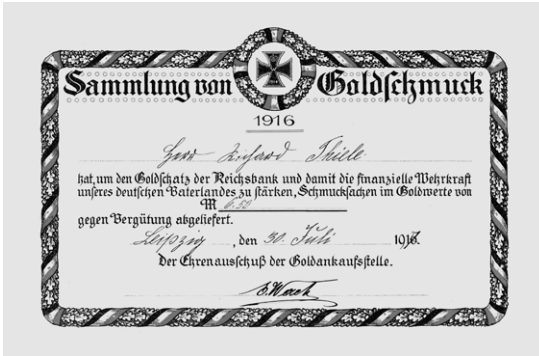 Sammlung von Goldschmuck
1916
Herr Richard Thiele
hat, um den Goldschatz der Reichsbank und damit die finanzielle Wehrkraft
unseres deutschen Vaterlandes zu stärken, Schmucksachen im Goldwerte von
M 6.50
gegen Vergütung abgeliefert.
Leipzig, den 30. Juli 1916.
Der Ehrenausschuß der Goldankaufsstelle.